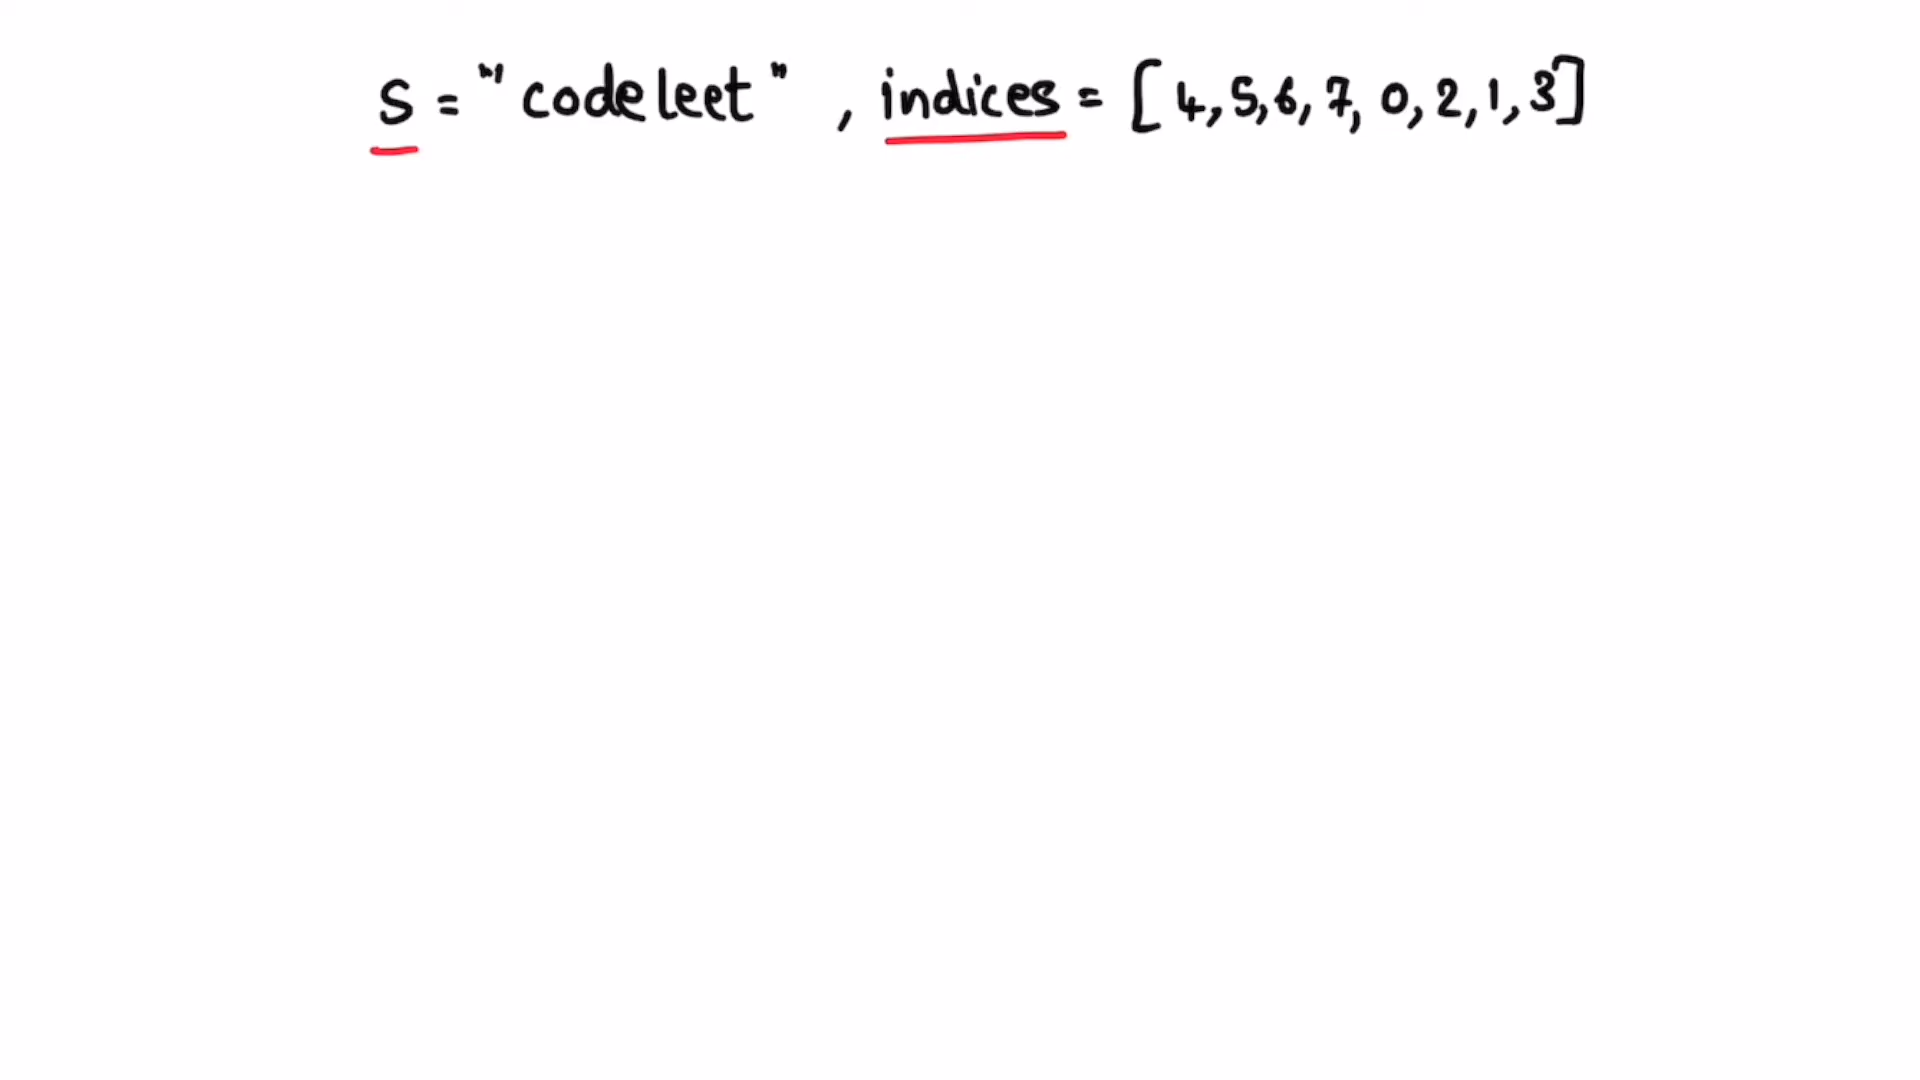 s = "codeleet" , indices = [4,5,6,7,0,2,1,3]